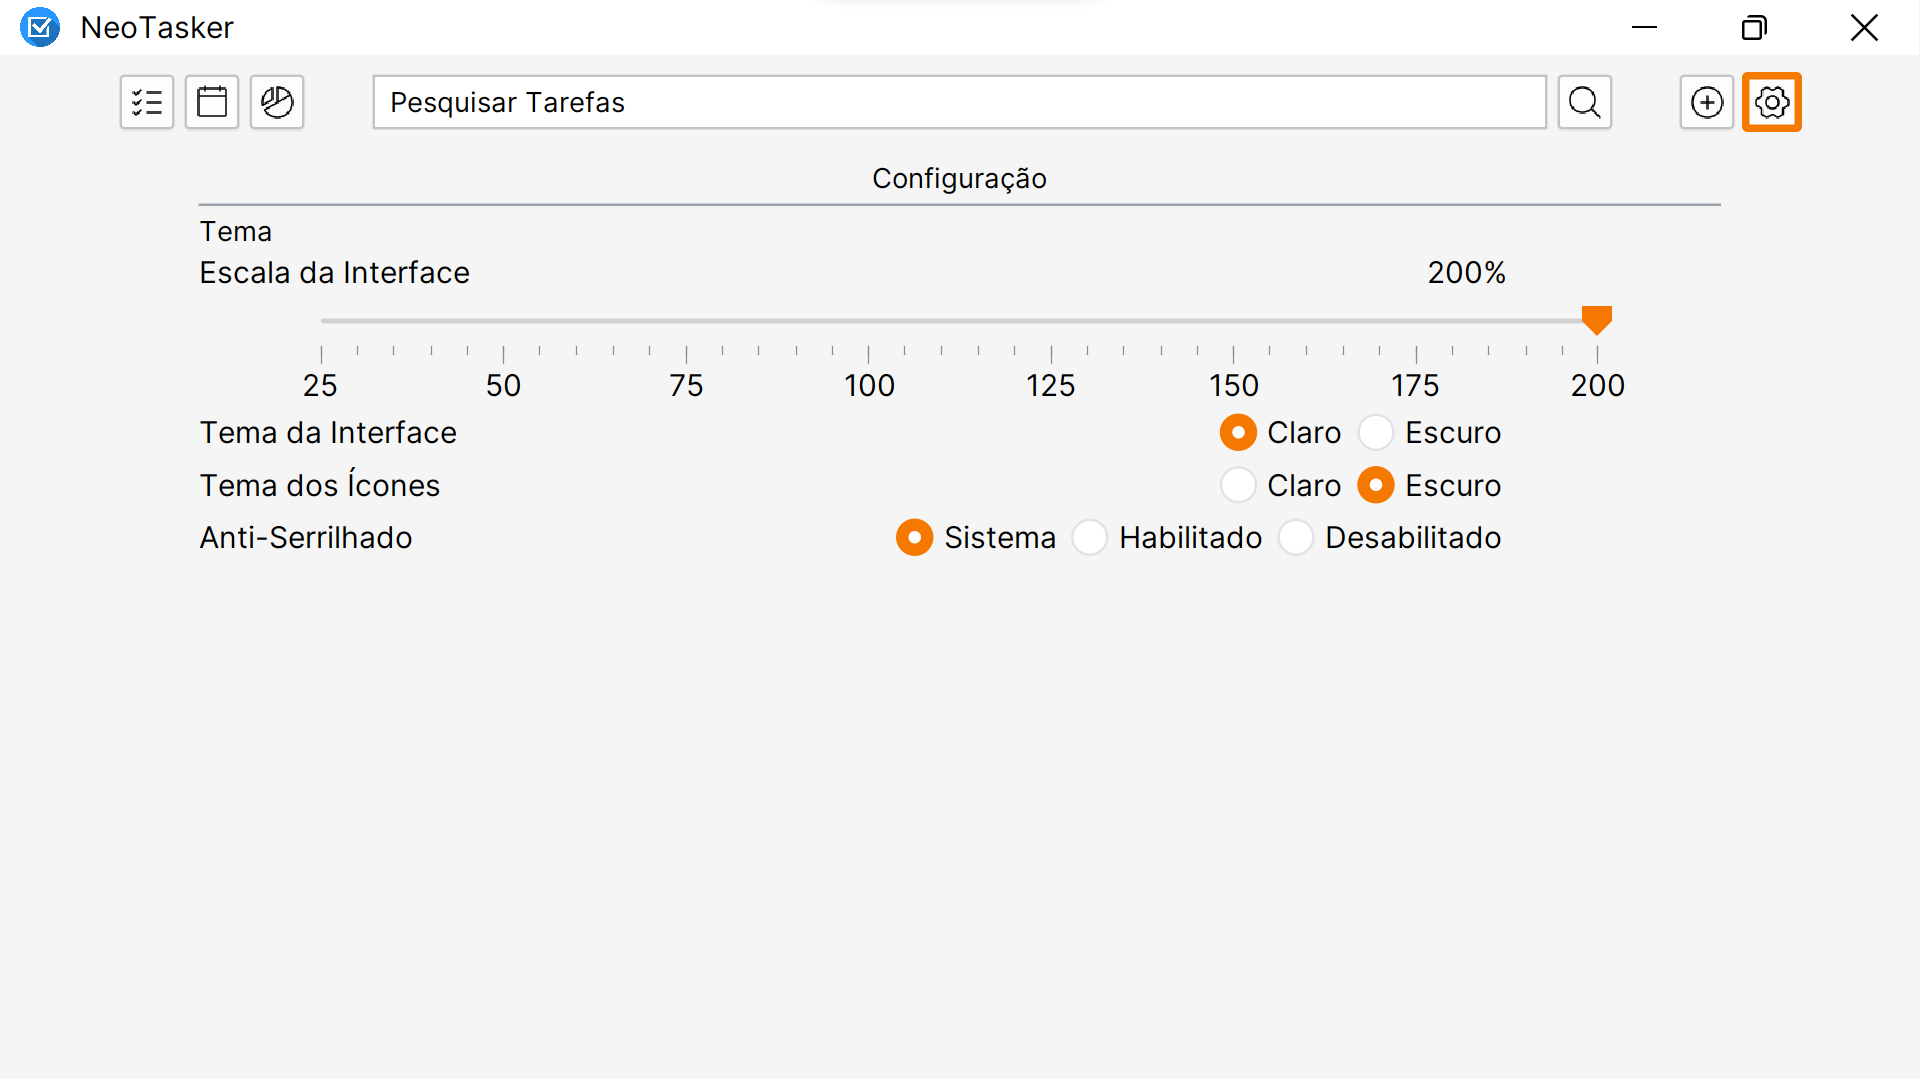 NeoTasker
Pesquisar Tarefas
Configuração
Tema
Escala da Interface 200%
25 50 75 100 125 150 175 200
Tema da Interface Claro Escuro
Tema dos Ícones Claro Escuro
Anti-Serrilhado Sistema Habilitado Desabilitado